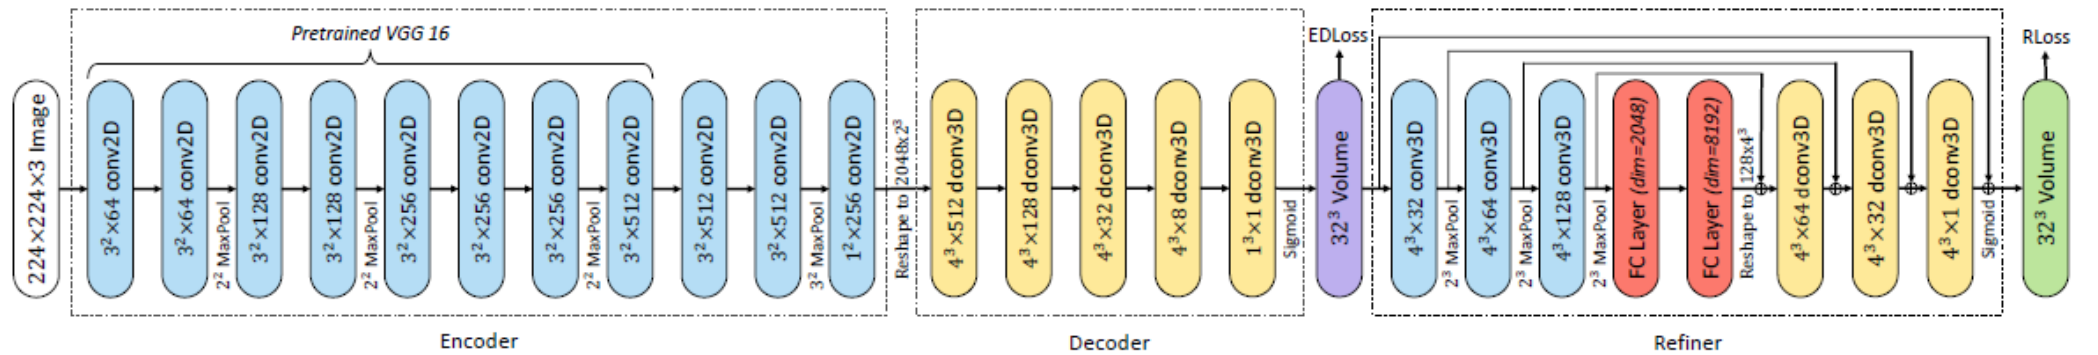 Pretrained VGG 16
224×224×3 Image
3²×64 conv2D
3²×64 conv2D
2² MaxPool
3²×128 conv2D
3²×128 conv2D
2² MaxPool
3²×256 conv2D
3²×256 conv2D
3²×256 conv2D
2² MaxPool
3²×512 conv2D
3²×512 conv2D
3²×512 conv2D
3² MaxPool
1²×256 conv2D
Encoder
Reshape to 2048x2³
4³×512 dconv3D
4³×128 dconv3D
4³×32 dconv3D
4³×8 dconv3D
1³×1 dconv3D
Sigmoid
Decoder
EDLoss
32³ Volume
4³×32 conv3D
2³ MaxPool
4³×64 conv3D
2³ MaxPool
4³×128 conv3D
2³ MaxPool
FC Layer (dim=2048)
FC Layer (dim=8192)
Reshape to 128x4³
4³×64 dconv3D
4³×32 dconv3D
4³×1 dconv3D
Sigmoid
Refiner
RLoss
32³ Volume